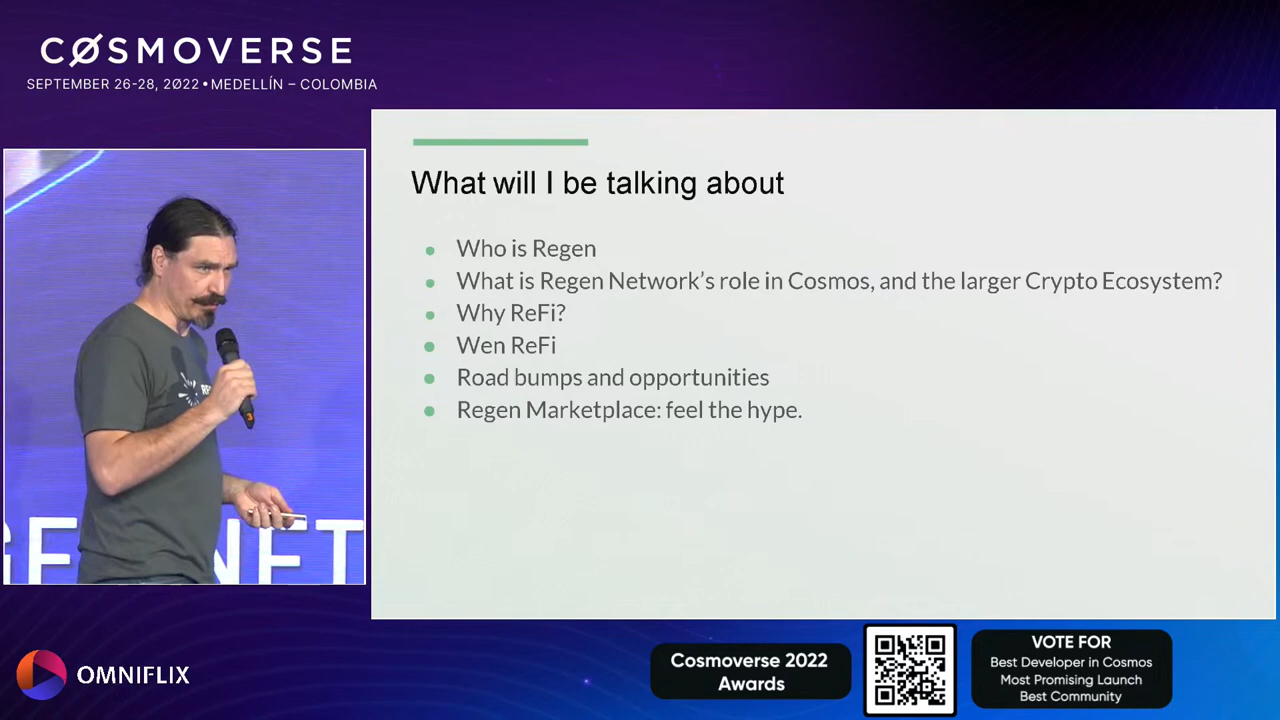 CØSMOVERSE
SEPTEMBER 26-28, 2Ø22 • MEDELLÍN – COLOMBIA
What will I be talking about
Who is Regen
What is Regen Network's role in Cosmos, and the larger Crypto Ecosystem?
Why ReFi?
Wen ReFi
Road bumps and opportunities
Regen Marketplace: feel the hype.
NET
OMNIFLIX
Cosmoverse 2022
Awards
VOTE FOR
Best Developer in Cosmos
Most Promising Launch
Best Community